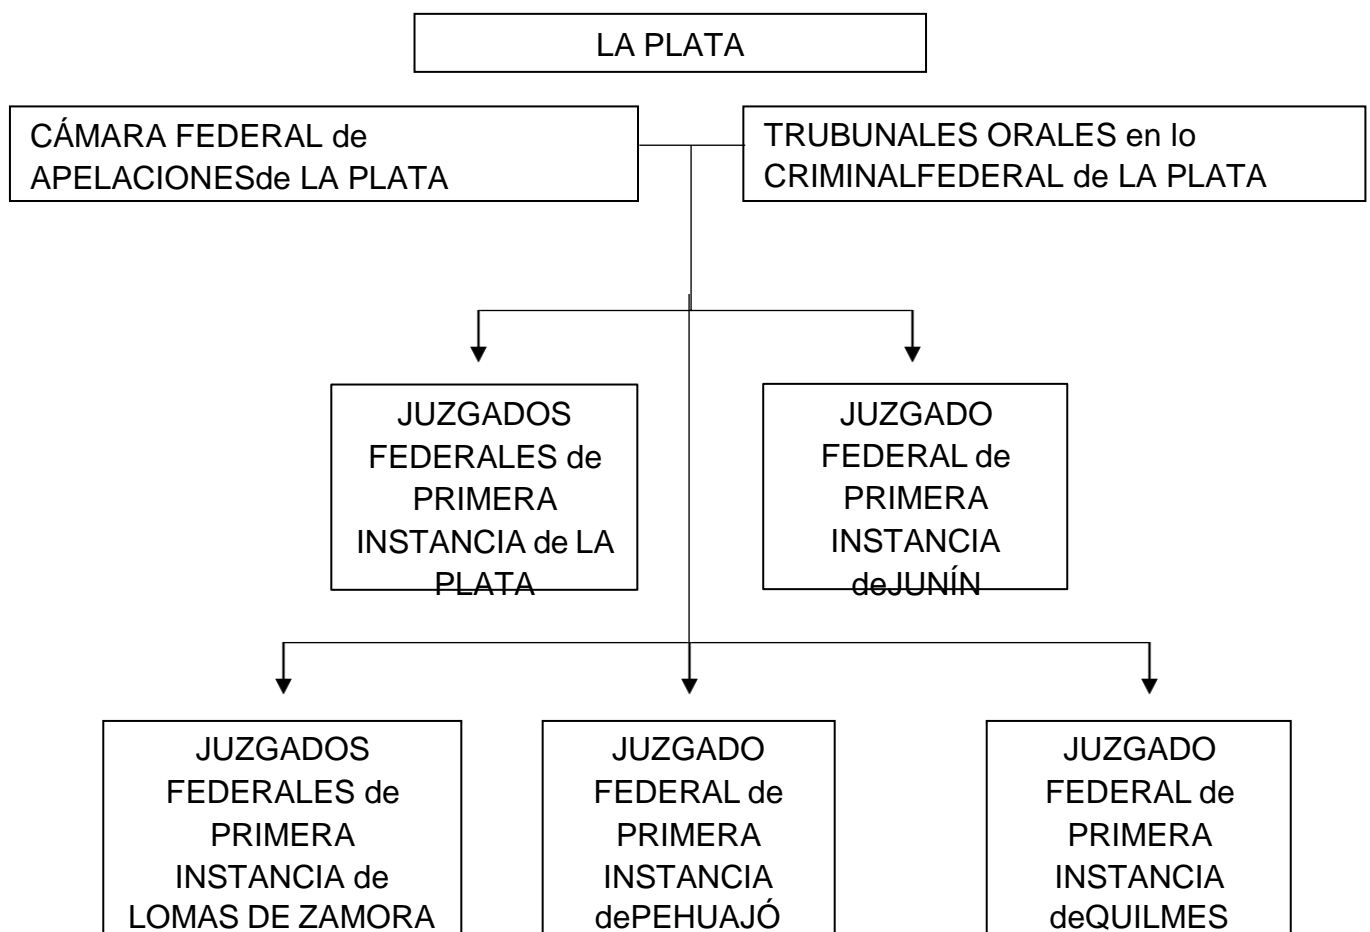 LA PLATA
CÁMARA FEDERAL de
APELACIONESde LA PLATA
TRUBUNALES ORALES en lo
CRIMINALFEDERAL de LA PLATA
JUZGADOS
FEDERALES de
PRIMERA
INSTANCIA de LA
PLATA
JUZGADO
FEDERAL de
PRIMERA
INSTANCIA
deJUNÍN
JUZGADOS
FEDERALES de
PRIMERA
INSTANCIA de
LOMAS DE ZAMORA
JUZGADO
FEDERAL de
PRIMERA
INSTANCIA
dePEHUAJÓ
JUZGADO
FEDERAL de
PRIMERA
INSTANCIA
deQUILMES